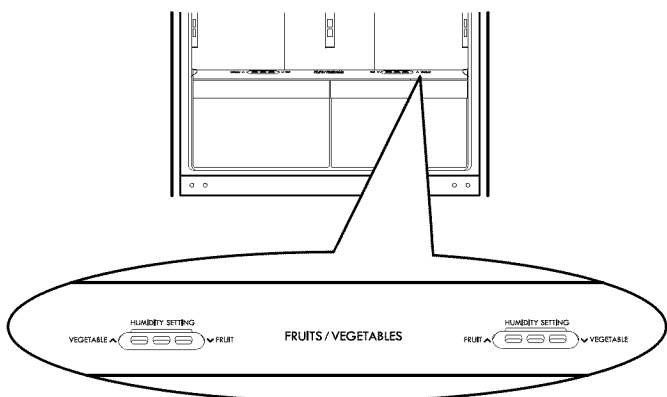 HUMIDITY SETTING
VEGETABLE FRUIT
FRUITS / VEGETABLES
HUMIDITY SETTING
FRUIT VEGETABLE